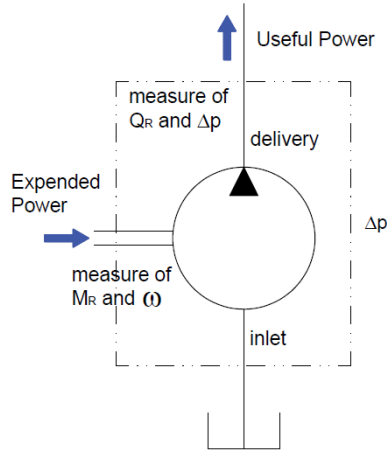 Useful Power
measure of
QR and Δp
delivery
Expended
Power
Δp
measure of
MR and ω
inlet